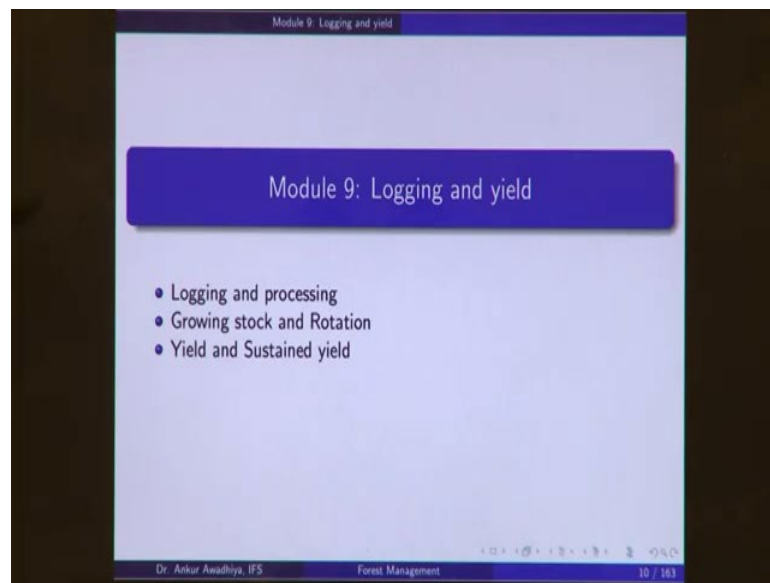 Module 9: Logging and yield
Module 9: Logging and yield
• Logging and processing
• Growing stock and Rotation
• Yield and Sustained yield
Dr. Ankur Awadhiya, IFS Forest Management 10 / 163